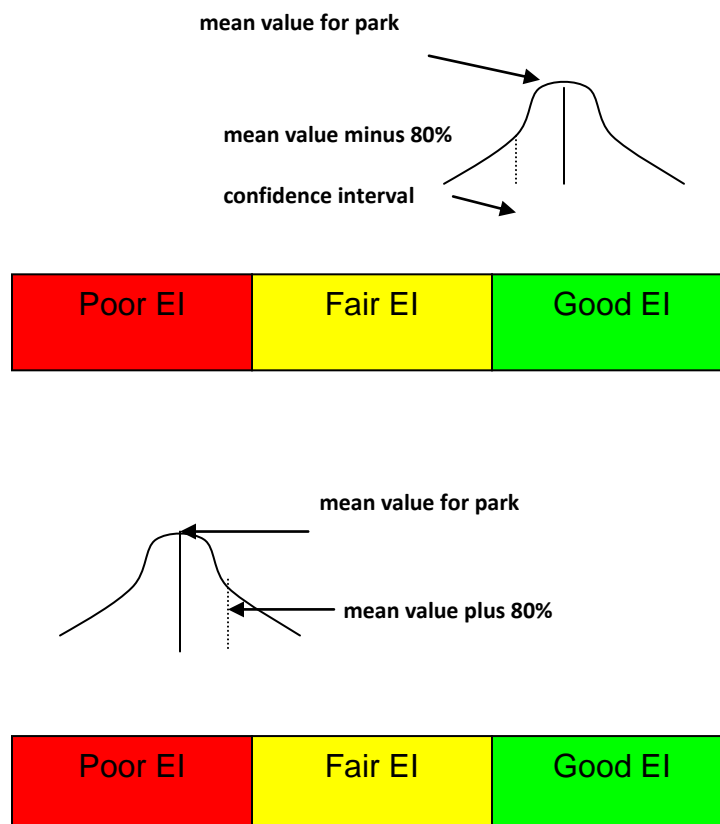 mean value for park
mean value minus 80%
confidence interval
Poor EI
Fair EI
Good EI
mean value for park
mean value plus 80%
Poor EI
Fair EI
Good EI